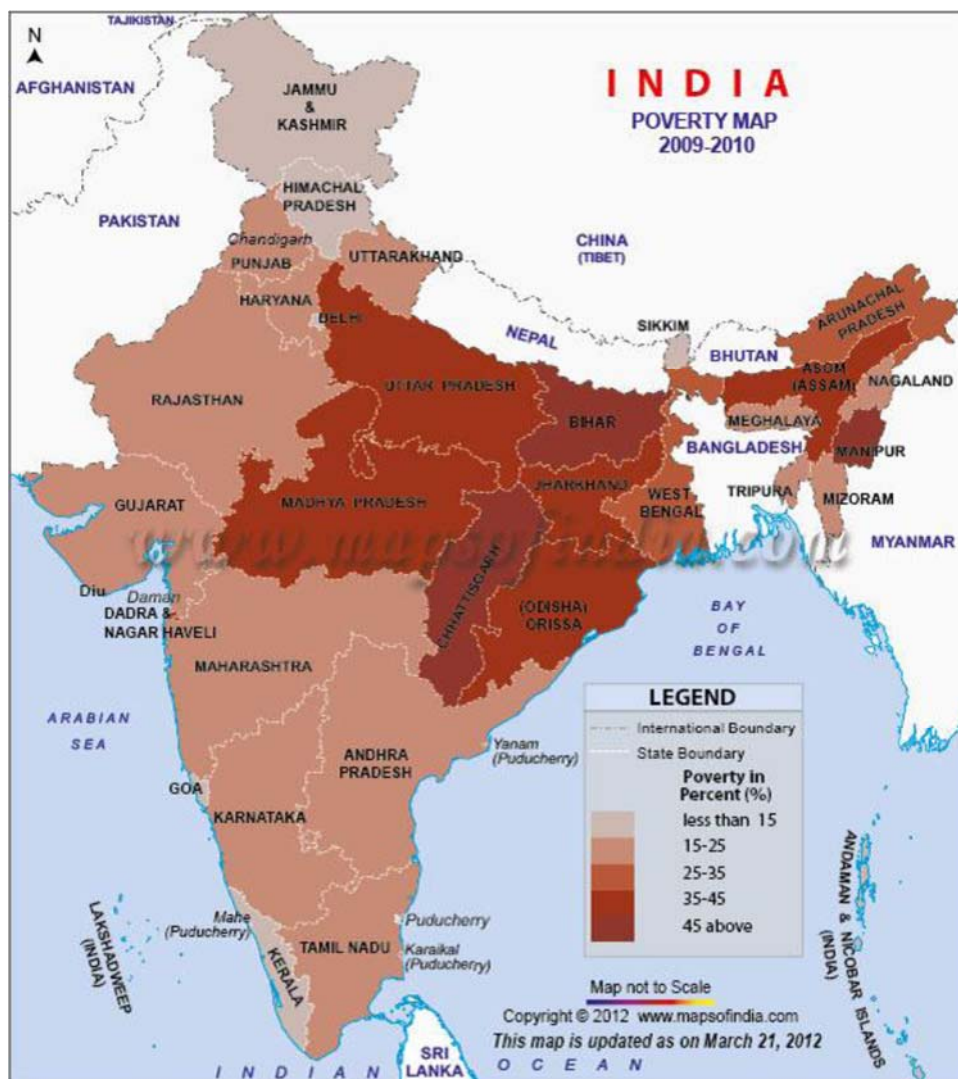 N
TAJIKISTAN
AFGHANISTAN
JAMMU
&
KASHMIR
I N D I A
POVERTY MAP
2009-2010
HIMACHAL
PRADESH
PAKISTAN
Chandigarh
PUNJAB
UTTARAKHAND
CHINA
(TIBET)
HARYANA
DELHI
NEPAL
SIKKIM
BHUTAN
ARUNACHAL
PRADESH
RAJASTHAN
UTTAR PRADESH
ASOM
(ASSAM)
NAGALAND
BIHAR
MEGHALAYA
BANGLADESH
MANIPUR
GUJARAT
MADHYA PRADESH
JHARKHAND
WEST
BENGAL
TRIPURA
MIZORAM
www.mapsofindia.com
MYANMAR
CHHATTISGARH
Diu
Daman
DADRA &
NAGAR HAVELI
(ODISHA)
ORISSA
BAY
OF
BENGAL
MAHARASHTRA
ARABIAN
SEA
ANDHRA
PRADESH
Yanam
(Puducherry)
GOA
KARNATAKA
LEGEND
International Boundary
State Boundary
Poverty in
Percent (%)
less than 15
15-25
25-35
35-45
45 above
LAKSHADWEEP
(INDIA)
Mahe
(Puducherry)
KERALA
TAMIL NADU
Puducherry
Karaikal
(Puducherry)
ANDAMAN & NICOBAR ISLANDS
(INDIA)
Map not to Scale
Copyright © 2012 www.mapsofindia.com
This map is updated as on March 21, 2012
SRI
LANKA
I N D I A N O C E A N